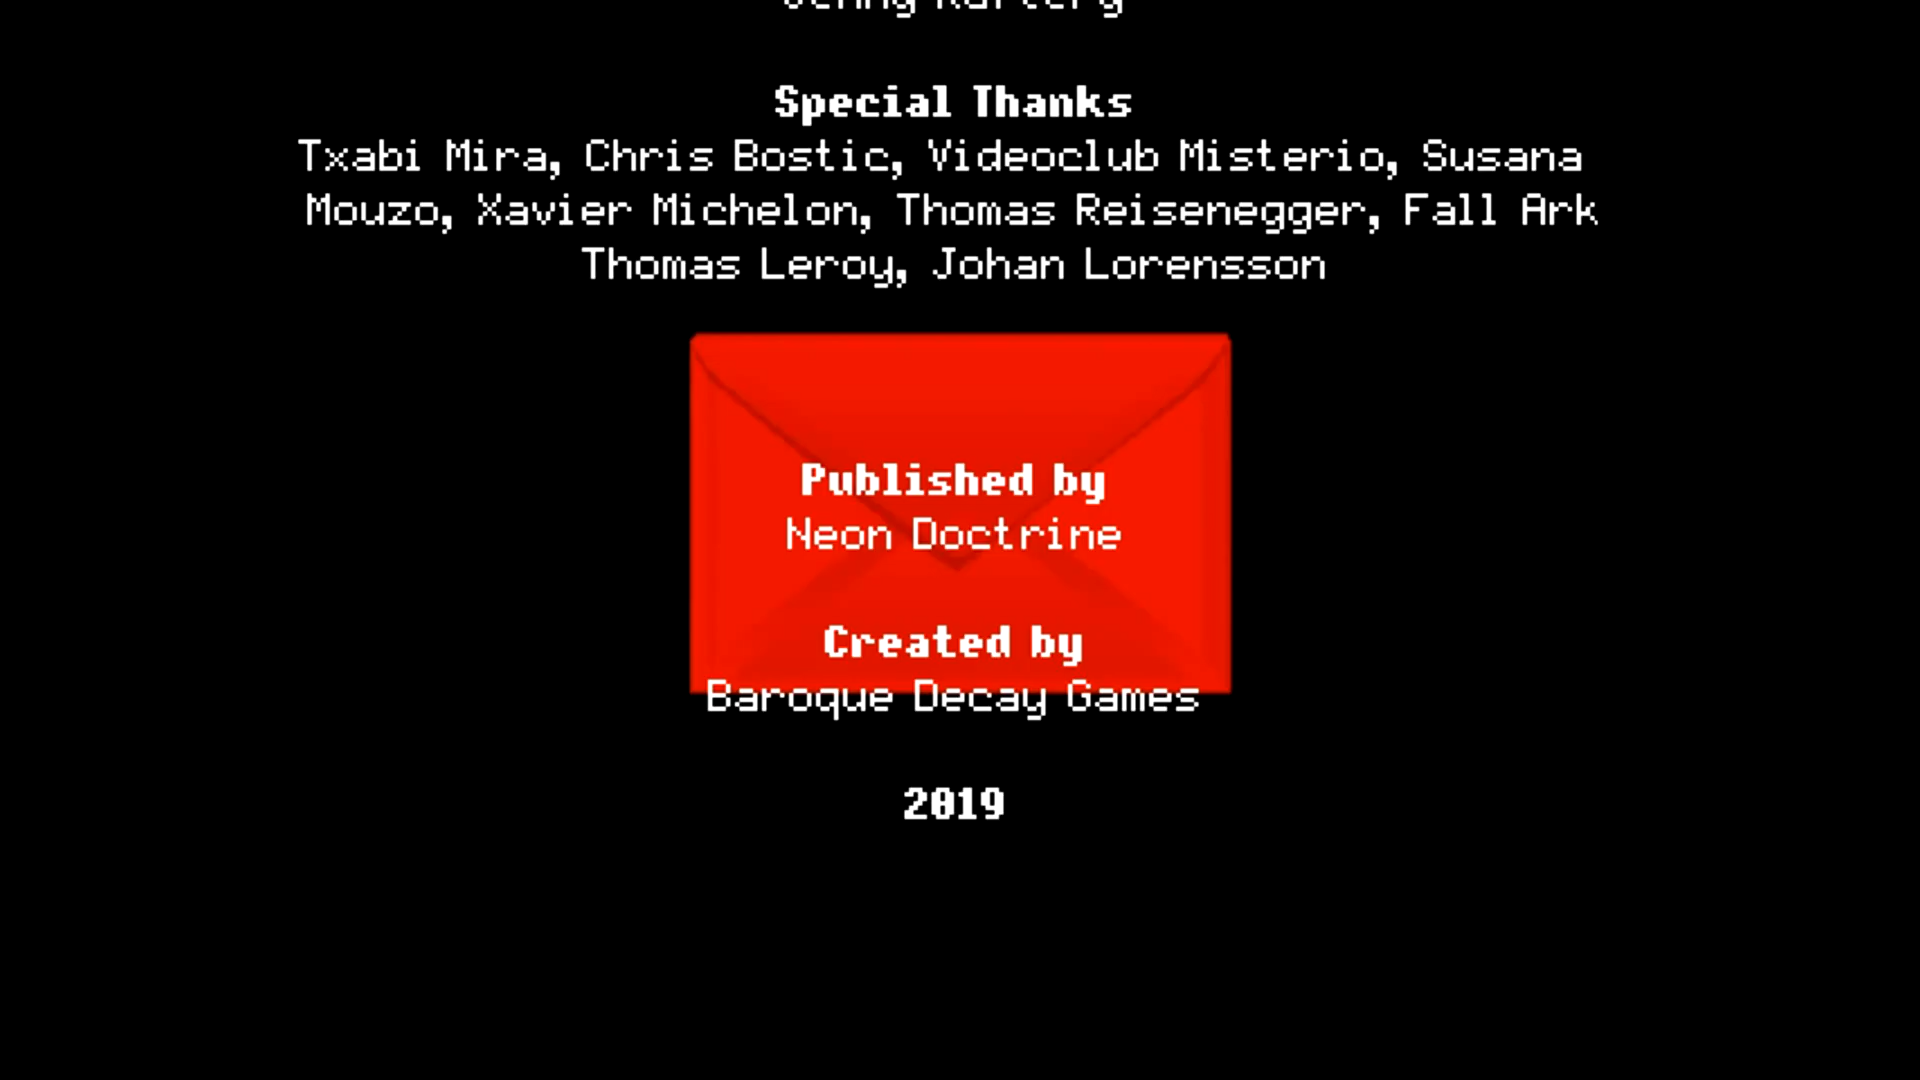 Special Thanks
Txabi Mira, Chris Bostic, Videoclub Misterio, Susana
Mouzo, Xavier Michelon, Thomas Reisenegger, Fall Ark
Thomas Leroy, Johan Lorensson
Published by
Neon Doctrine
Created by
Baroque Decay Games
2019